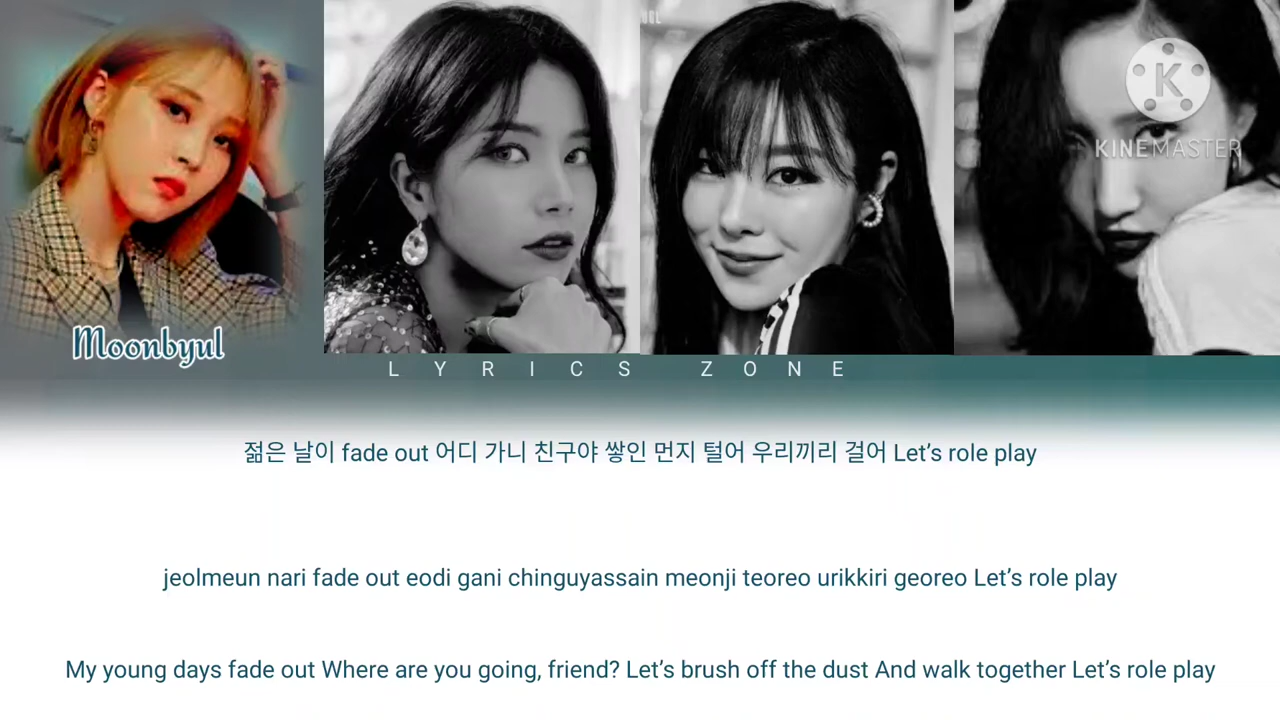 K
KINEMASTER
Moonbyul
LYRICS ZONE
젊은 날이 fade out 어디 가니 친구야 쌓인 먼지 털어 우리끼리 걸어 Let’s role play
jeolmeun nari fade out eodi gani chinguyassain meonji teoreo urikkiri georeo Let’s role play
My young days fade out Where are you going, friend? Let’s brush off the dust And walk together Let’s role play